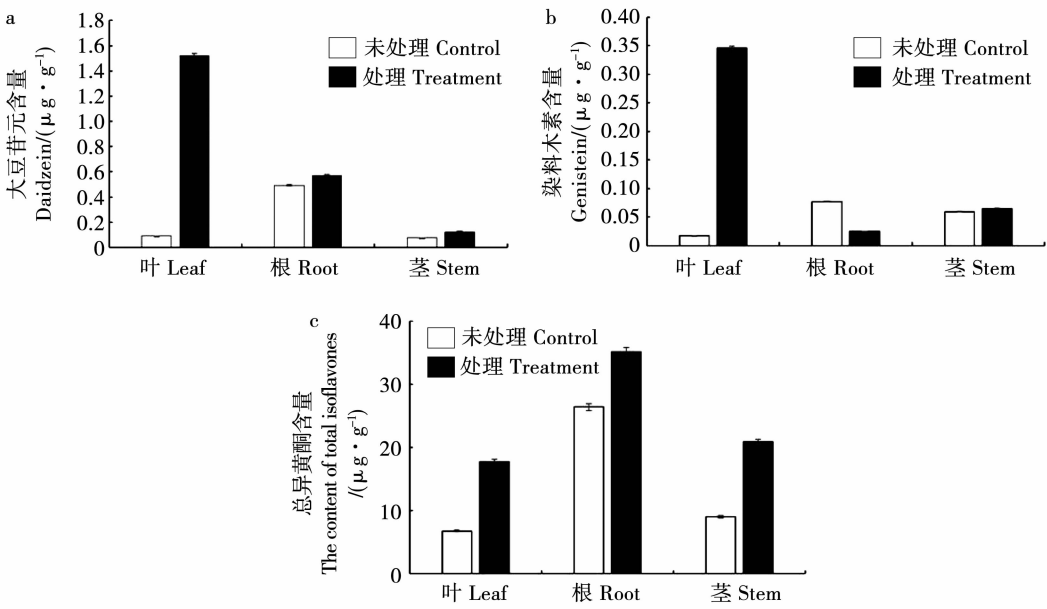 a
大豆苷元含量
Daidzein/(μg·g⁻¹)
1.8
1.6
1.4
1.2
1.0
0.8
0.6
0.4
0.2
0
未处理 Control
处理 Treatment
叶 Leaf
根 Root
茎 Stem
b
染料木素含量
Genistein/(μg·g⁻¹)
0.40
0.35
0.30
0.25
0.20
0.15
0.10
0.05
0
未处理 Control
处理 Treatment
叶 Leaf
根 Root
茎 Stem
c
总异黄酮含量
The content of total isoflavones
/(μg·g⁻¹)
40
30
20
10
0
未处理 Control
处理 Treatment
叶 Leaf
根 Root
茎 Stem